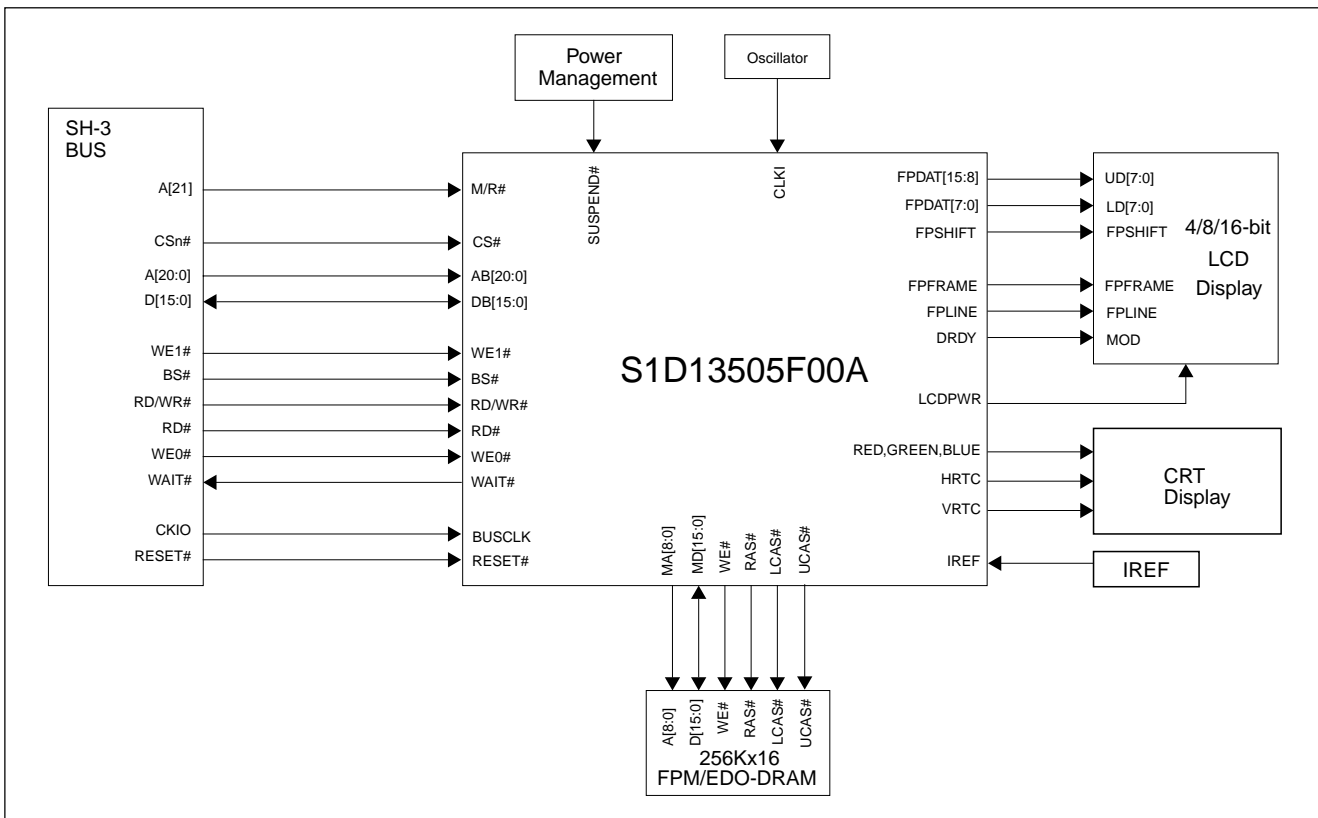 Power
Management
Oscillator
SH-3
BUS
A[21]
CSn#
A[20:0]
D[15:0]
WE1#
BS#
RD/WR#
RD#
WE0#
WAIT#
CKIO
RESET#
M/R#
CS#
AB[20:0]
DB[15:0]
WE1#
BS#
RD/WR#
RD#
WE0#
WAIT#
BUSCLK
RESET#
SUSPEND#
CLKI
S1D13505F00A
FPDAT[15:8]
FPDAT[7:0]
FPSHIFT
FPFRAME
FPLINE
DRDY
LCDPWR
RED,GREEN,BLUE
HRTC
VRTC
IREF
UD[7:0]
LD[7:0]
FPSHIFT
FPFRAME
FPLINE
MOD
4/8/16-bit
LCD
Display
CRT
Display
IREF
MA[8:0]
MD[15:0]
WE#
RAS#
LCAS#
UCAS#
A[8:0]
D[15:0]
WE#
RAS#
LCAS#
UCAS#
256Kx16
FPM/EDO-DRAM